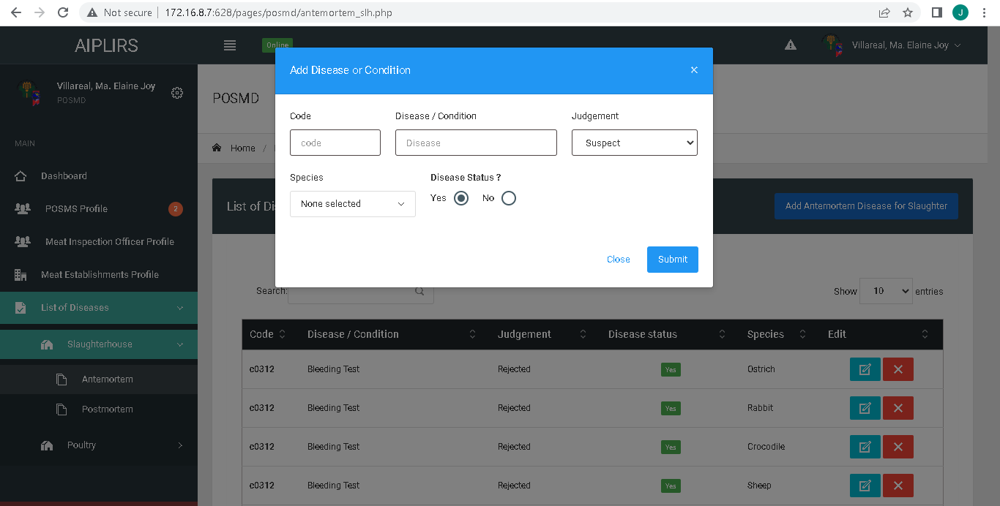 Not secure 172.16.8.7:628/pages/posmd/antemortem_slh.php J
AIPLIRS Online Villareal, Ma. Elaine Joy
Villareal, Ma. Elaine Joy
POSMD
MAIN
Dashboard
POSMS Profile 2
Meat Inspection Officer Profile
Meat Establishments Profile
List of Diseases
Slaughterhouse
Antemortem
Postmortem
Poultry
POSMD
Home /
List of Di
Add Antemortem Disease for Slaughter
Add Disease or Condition ×
Code Disease / Condition Judgement
code Disease Suspect
Species Disease Status ?
None selected Yes No
Close Submit
Search: Show 10 entries
Code Disease / Condition Judgement Disease status Species Edit
c0312 Bleeding Test Rejected Yes Ostrich
c0312 Bleeding Test Rejected Yes Rabbit
c0312 Bleeding Test Rejected Yes Crocodile
c0312 Bleeding Test Rejected Yes Sheep